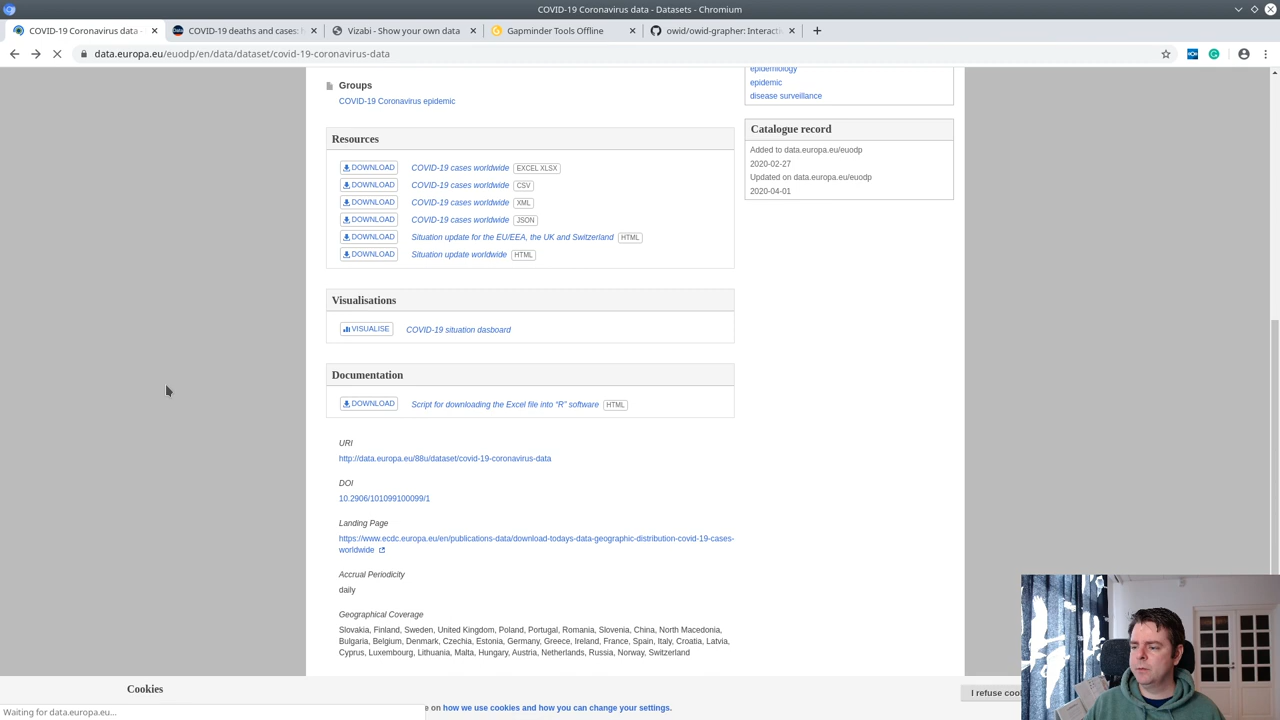 COVID-19 Coronavirus data - Datasets - Chromium
COVID-19 Coronavirus data -
COVID-19 deaths and cases: h
Vizabi - Show your own data
Gapminder Tools Offline
owid/owid-grapher: Interacti
data.europa.eu/euodp/en/data/dataset/covid-19-coronavirus-data
Groups
COVID-19 Coronavirus epidemic
epidemiology
epidemic
disease surveillance
Catalogue record
Added to data.europa.eu/euodp
2020-02-27
Updated on data.europa.eu/euodp
2020-04-01
Resources
DOWNLOAD COVID-19 cases worldwide EXCEL XLSX
DOWNLOAD COVID-19 cases worldwide CSV
DOWNLOAD COVID-19 cases worldwide XML
DOWNLOAD COVID-19 cases worldwide JSON
DOWNLOAD Situation update for the EU/EEA, the UK and Switzerland HTML
DOWNLOAD Situation update worldwide HTML
Visualisations
VISUALISE COVID-19 situation dasboard
Documentation
DOWNLOAD Script for downloading the Excel file into “R” software HTML
URI
http://data.europa.eu/88u/dataset/covid-19-coronavirus-data
DOI
10.2906/101099100099/1
Landing Page
https://www.ecdc.europa.eu/en/publications-data/download-todays-data-geographic-distribution-covid-19-cases-
worldwide
Accrual Periodicity
daily
Geographical Coverage
Slovakia, Finland, Sweden, United Kingdom, Poland, Portugal, Romania, Slovenia, China, North Macedonia,
Bulgaria, Belgium, Denmark, Czechia, Estonia, Germany, Greece, Ireland, France, Spain, Italy, Croatia, Latvia,
Cyprus, Luxembourg, Lithuania, Malta, Hungary, Austria, Netherlands, Russia, Norway, Switzerland
Cookies
I refuse cook
e on how we use cookies and how you can change your settings.
Waiting for data.europa.eu...